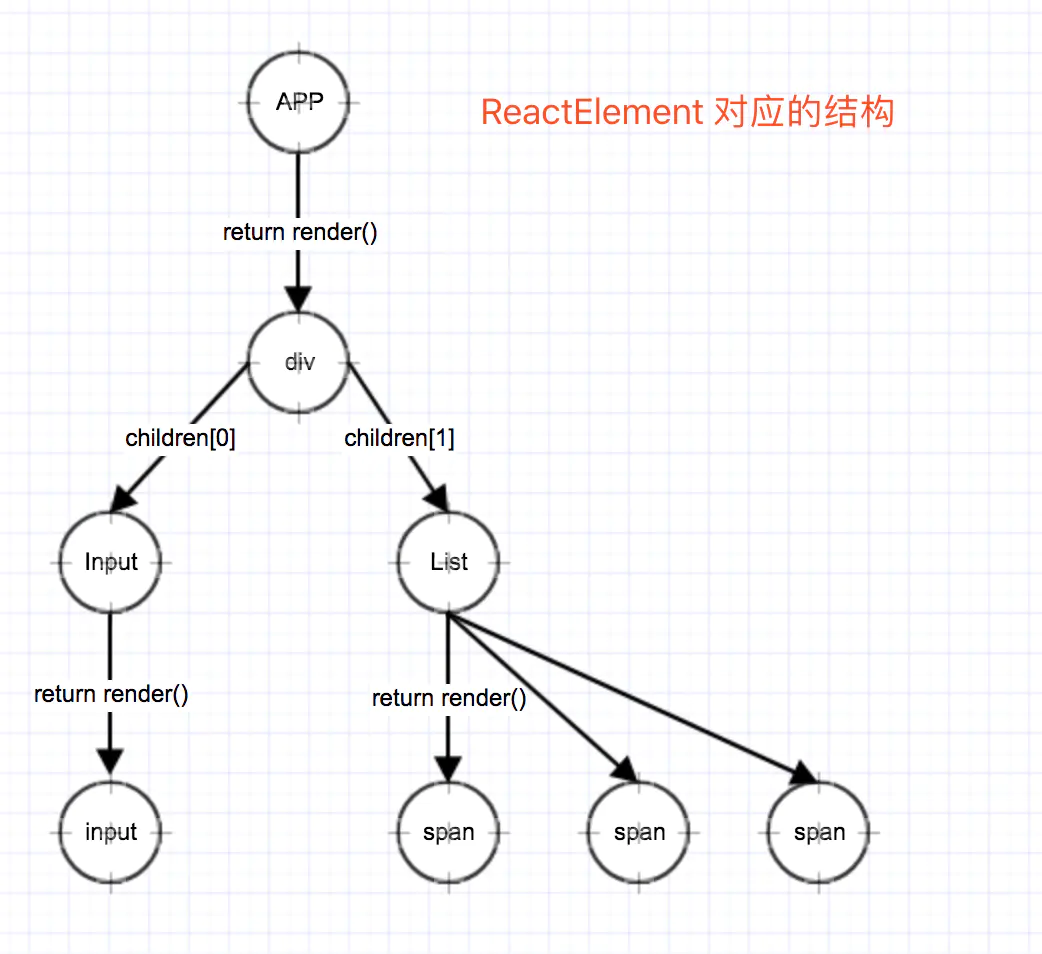 APP
ReactElement 对应的结构
return render()
div
children[0]
children[1]
Input
List
return render()
return render()
input
span
span
span